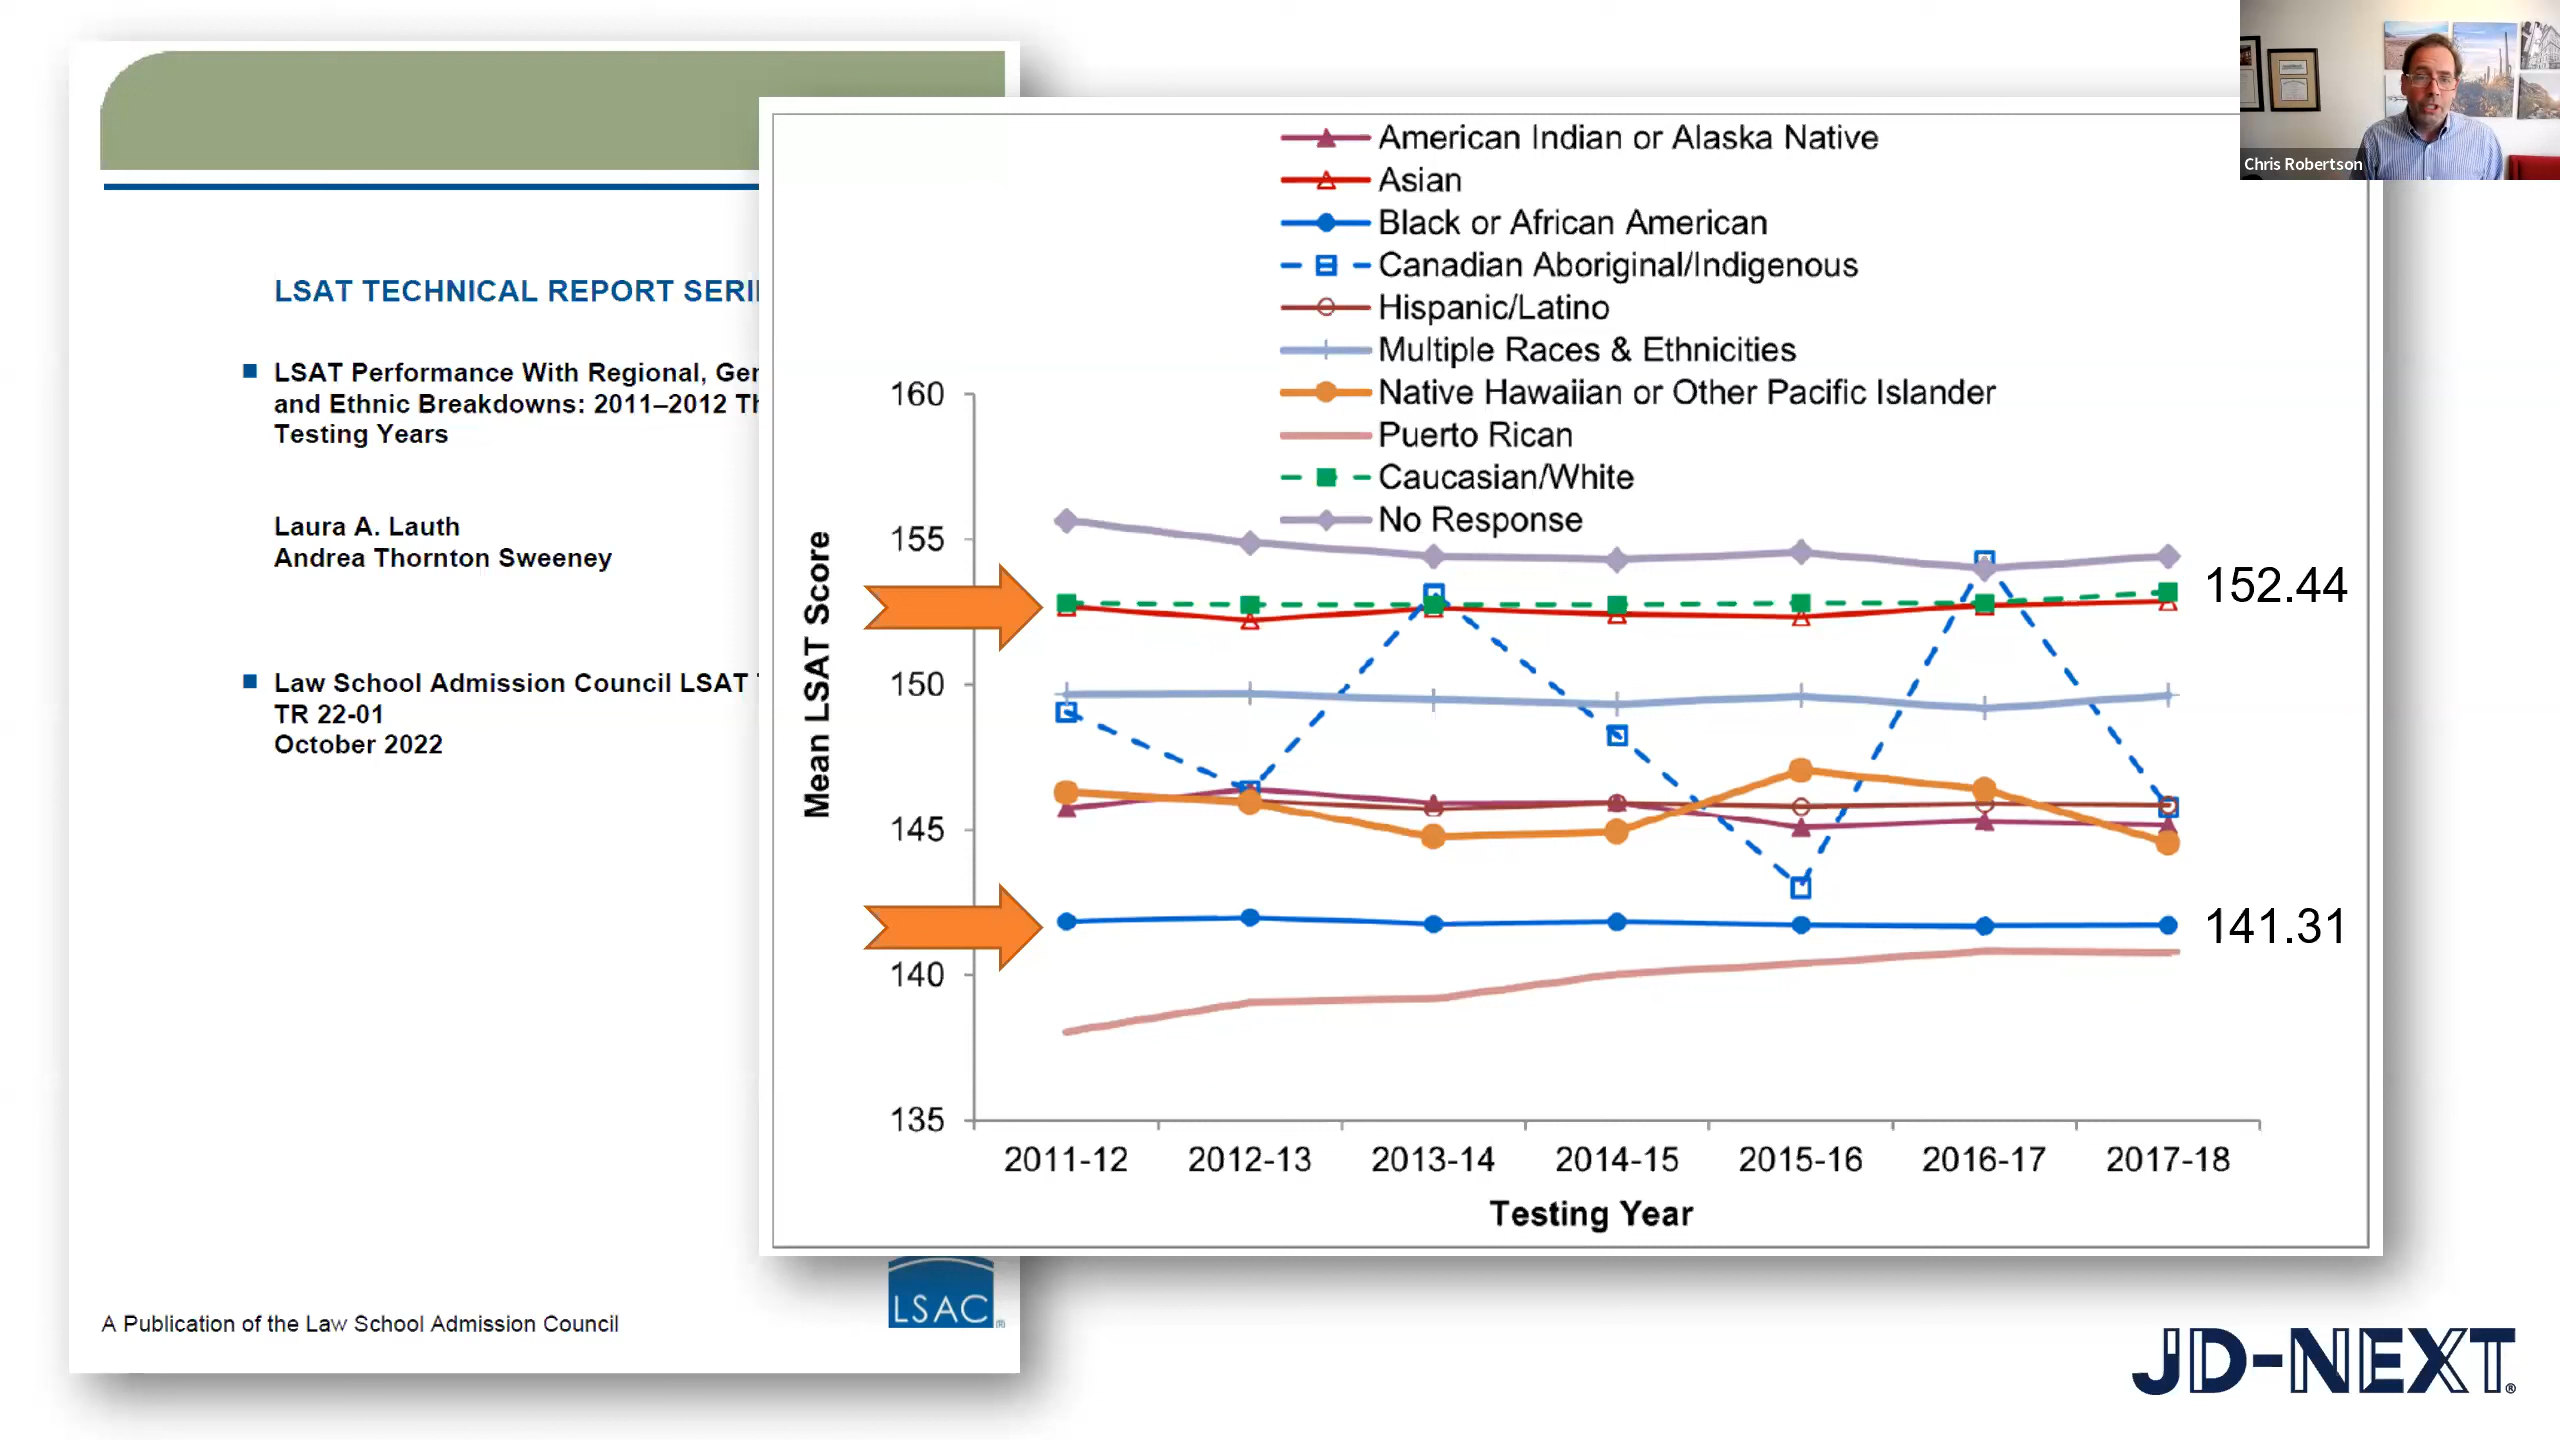 LSAT TECHNICAL REPORT SERI
LSAT Performance With Regional, Ger
and Ethnic Breakdowns: 2011–2012 Th
Testing Years
Laura A. Lauth
Andrea Thornton Sweeney
Law School Admission Council LSAT
TR 22-01
October 2022
A Publication of the Law School Admission Council
LSAC
American Indian or Alaska Native
Asian
Black or African American
Canadian Aboriginal/Indigenous
Hispanic/Latino
Multiple Races & Ethnicities
Native Hawaiian or Other Pacific Islander
Puerto Rican
Caucasian/White
No Response
Mean LSAT Score
160
155
150
145
140
135
152.44
141.31
2011-12 2012-13 2013-14 2014-15 2015-16 2016-17 2017-18
Testing Year
Chris Robertson
JD-NEXT®